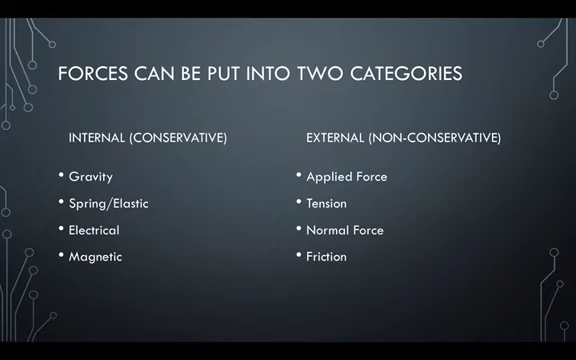 FORCES CAN BE PUT INTO TWO CATEGORIES
INTERNAL (CONSERVATIVE)
• Gravity
• Spring/Elastic
• Electrical
• Magnetic
EXTERNAL (NON-CONSERVATIVE)
• Applied Force
• Tension
• Normal Force
• Friction